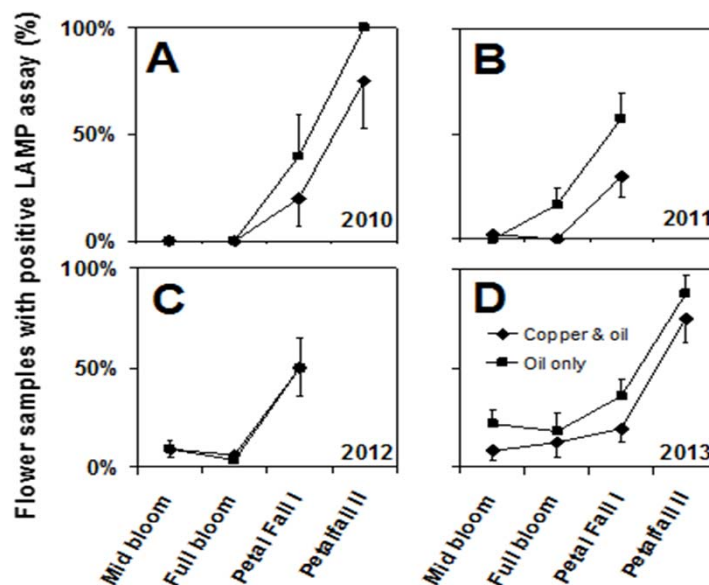 Flower samples with positive LAMP assay (%)
100%
50%
0%
A
2010
B
2011
100%
50%
0%
C
2012
D
Copper & oil
Oil only
2013
Mid bloom
Full bloom
Petal Fall I
Petalfall II
Mid bloom
Full bloom
Petal Fall I
Petalfall II